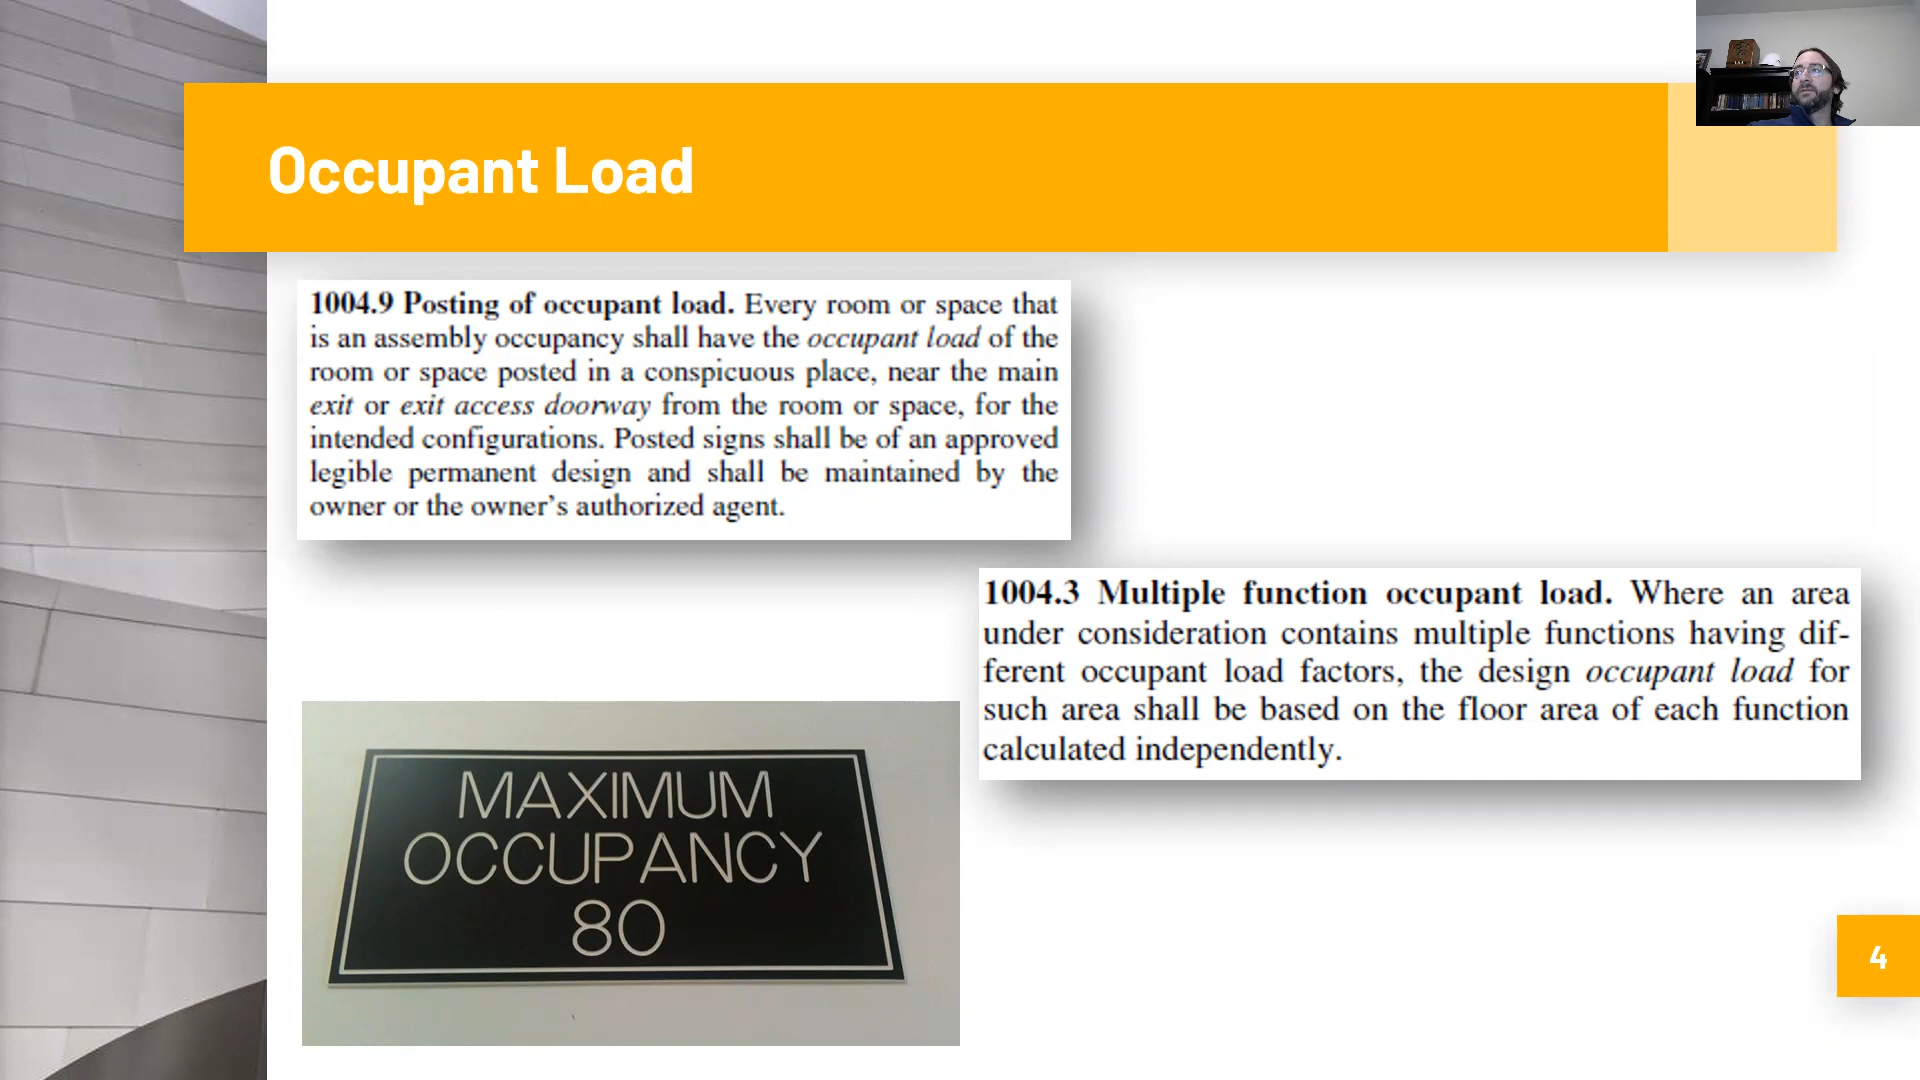 Occupant Load
1004.9 Posting of occupant load. Every room or space that
is an assembly occupancy shall have the occupant load of the
room or space posted in a conspicuous place, near the main
exit or exit access doorway from the room or space, for the
intended configurations. Posted signs shall be of an approved
legible permanent design and shall be maintained by the
owner or the owner's authorized agent.
1004.3 Multiple function occupant load. Where an area
under consideration contains multiple functions having dif-
ferent occupant load factors, the design occupant load for
such area shall be based on the floor area of each function
calculated independently.
MAXIMUM
OCCUPANCY
80
4